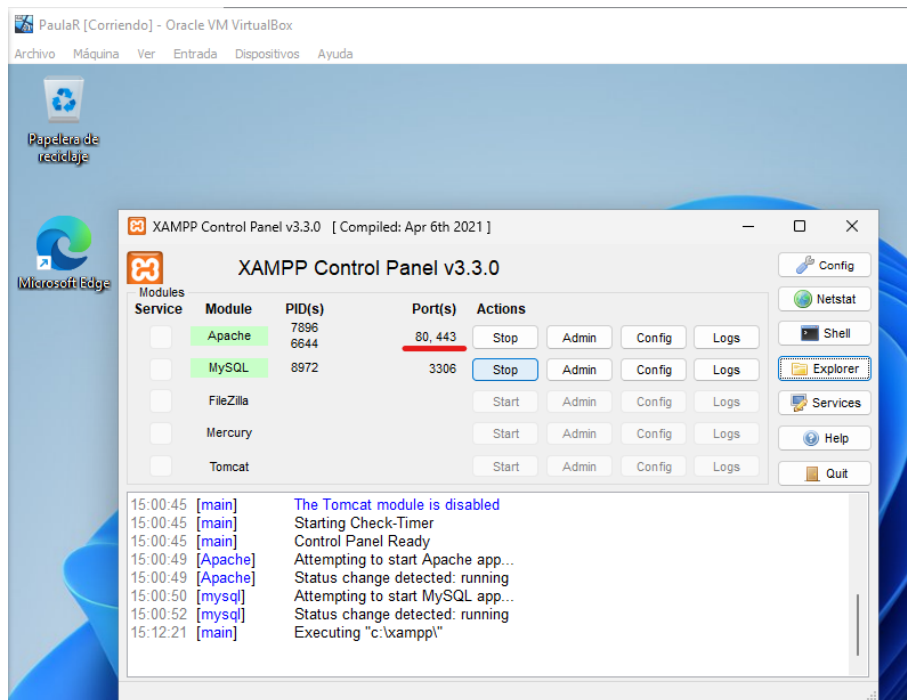 PaulaR [Corriendo] - Oracle VM VirtualBox
Archivo Máquina Ver Entrada Dispositivos Ayuda
Papelera de
reciclaje
Microsoft Edge
XAMPP Control Panel v3.3.0 [ Compiled: Apr 6th 2021 ]
XAMPP Control Panel v3.3.0
Config
Modules
Service Module PID(s) Port(s) Actions
Netstat
Apache 7896 6644 80, 443 Stop Admin Config Logs
Shell
MySQL 8972 3306 Stop Admin Config Logs
Explorer
FileZilla Start Admin Config Logs
Services
Mercury Start Admin Config Logs
Help
Tomcat Start Admin Config Logs
Quit
15:00:45 [main] The Tomcat module is disabled
15:00:45 [main] Starting Check-Timer
15:00:45 [main] Control Panel Ready
15:00:49 [Apache] Attempting to start Apache app...
15:00:49 [Apache] Status change detected: running
15:00:50 [mysql] Attempting to start MySQL app...
15:00:52 [mysql] Status change detected: running
15:12:21 [main] Executing "c:\xampp\"